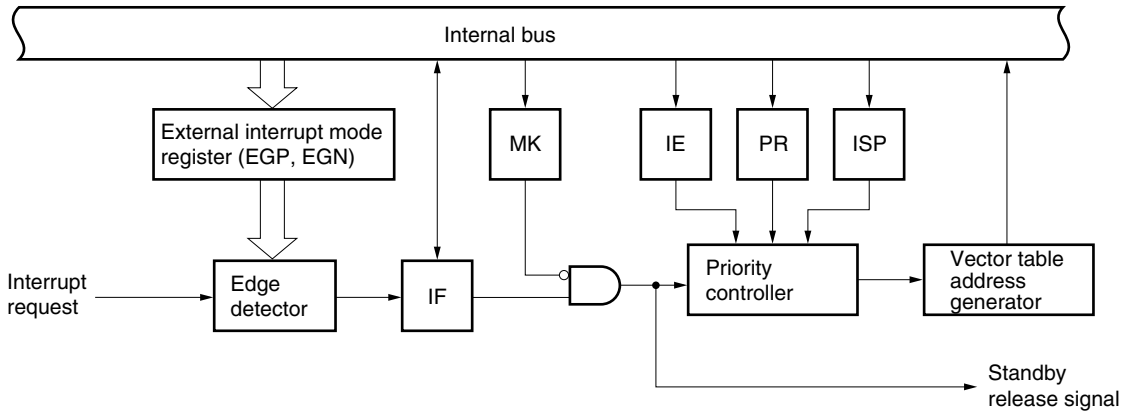 Internal bus
External interrupt mode
register (EGP, EGN)
MK
IE
PR
ISP
Interrupt
request
Edge
detector
IF
Priority
controller
Vector table
address
generator
Standby
release signal